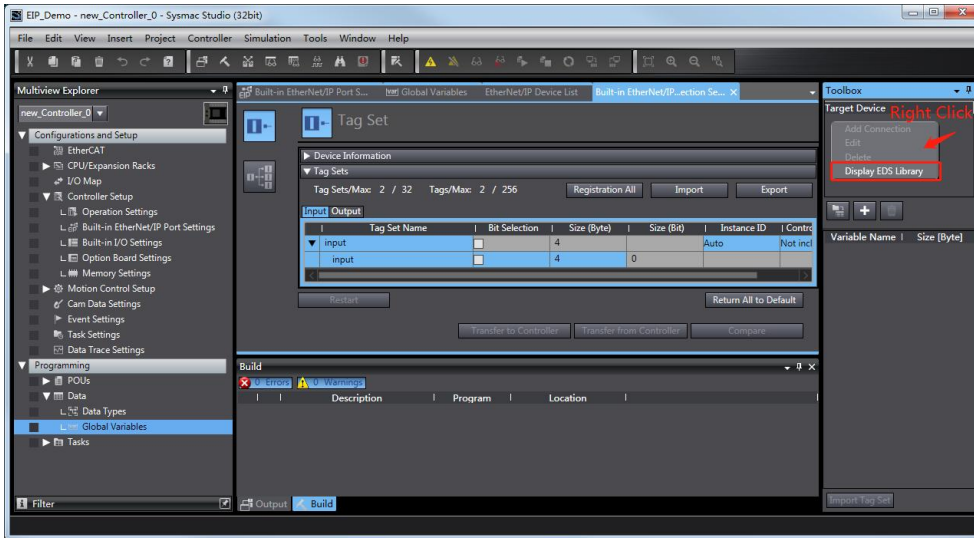 EIP_Demo - new_Controller_0 - Sysmac Studio (32bit)
File Edit View Insert Project Controller Simulation Tools Window Help
Multiview Explorer
new_Controller_0
Configurations and Setup
EtherCAT
CPU/Expansion Racks
I/O Map
Controller Setup
Operation Settings
Built-in EtherNet/IP Port Settings
Built-in I/O Settings
Option Board Settings
Memory Settings
Motion Control Setup
Cam Data Settings
Event Settings
Task Settings
Data Trace Settings
Programming
POUs
Data
Data Types
Global Variables
Tasks
Filter
Built-in EtherNet/IP Port S... Global Variables EtherNet/IP Device List Built-in EtherNet/IP...ection Se...
Tag Set
Device Information
Tag Sets
Tag Sets/Max: 2 / 32 Tags/Max: 2 / 256 Registration All Import Export
Input Output
Tag Set Name Bit Selection Size (Byte) Size (Bit) Instance ID Contro
input 4 Auto Not incl
input 4 0
Restart Return All to Default
Transfer to Controller Transfer from Controller Compare
Build
0 Errors 0 Warnings
Description Program Location
Output Build
Toolbox
Target Device
Right Click
Add Connection
Edit
Delete
Display EDS Library
Variable Name Size [Byte]
Import Tag Set